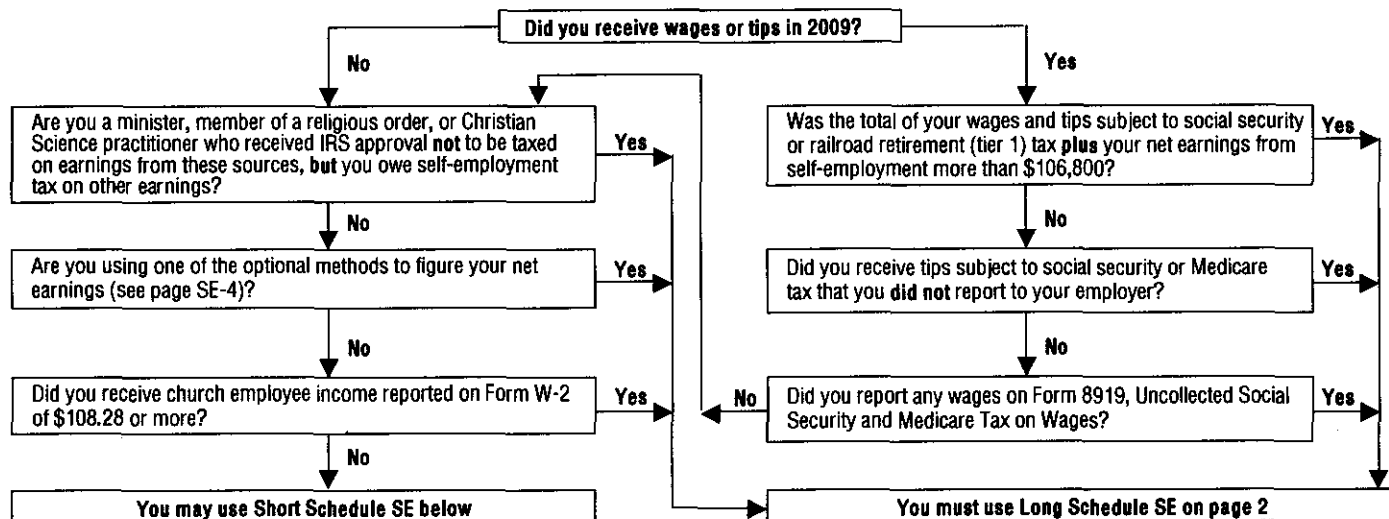 Did you receive wages or tips in 2009?
No
Yes
Are you a minister, member of a religious order, or Christian
Science practitioner who received IRS approval not to be taxed
on earnings from these sources, but you owe self-employment
tax on other earnings?
Yes
Was the total of your wages and tips subject to social security
or railroad retirement (tier 1) tax plus your net earnings from
self-employment more than $106,800?
Yes
No
No
Are you using one of the optional methods to figure your net
earnings (see page SE-4)?
Yes
Did you receive tips subject to social security or Medicare
tax that you did not report to your employer?
Yes
No
No
Did you receive church employee income reported on Form W-2
of $108.28 or more?
Yes
No
Did you report any wages on Form 8919, Uncollected Social
Security and Medicare Tax on Wages?
Yes
No
You may use Short Schedule SE below
You must use Long Schedule SE on page 2